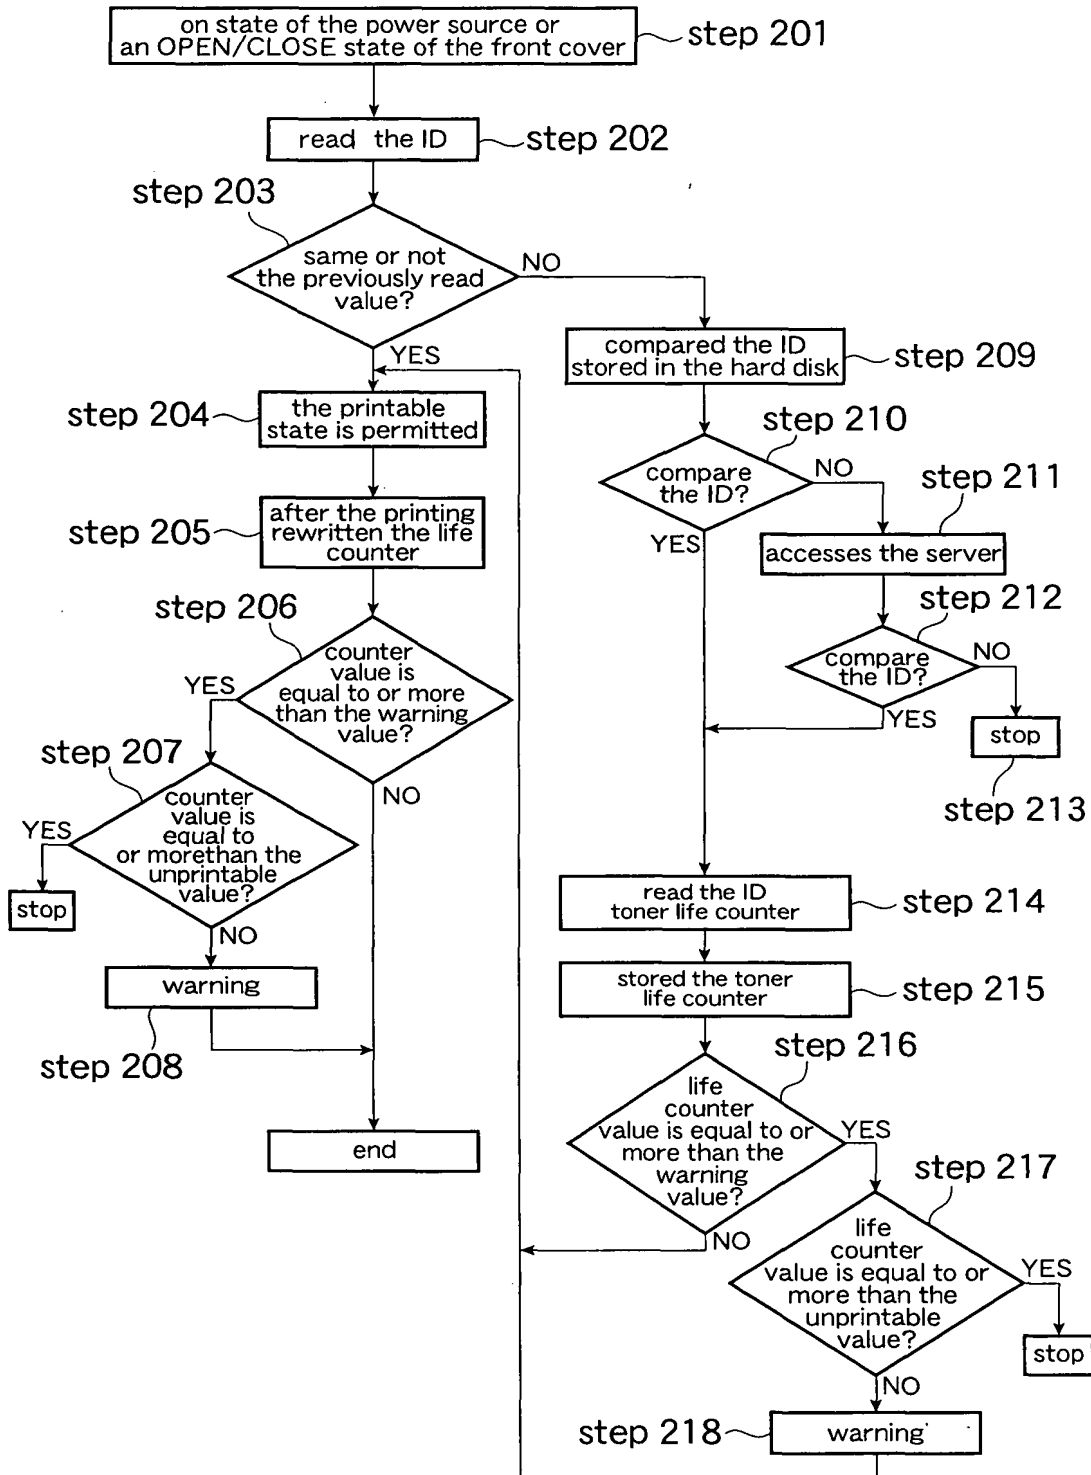 on state of the power source or
an OPEN/CLOSE state of the front cover
step 201
read the ID
step 202
step 203
same or not
the previously read
value?
NO
YES
step 204
the printable
state is permitted
step 205
after the printing
rewritten the life
counter
step 206
counter
value is
equal to or more
than the warning
value?
YES
NO
step 207
counter
value is
equal to
or morethan the
unprintable
value?
YES
stop
NO
warning
step 208
end
compared the ID
stored in the hard disk
step 209
step 210
compare
the ID?
NO
YES
step 211
accesses the server
step 212
compare
the ID?
NO
YES
stop
step 213
read the ID
toner life counter
step 214
stored the toner
life counter
step 215
step 216
life
counter
value is equal to or
more than the
warning
value?
YES
NO
step 217
life
counter
value is equal to or
more than the
unprintable
value?
YES
stop
NO
step 218
warning